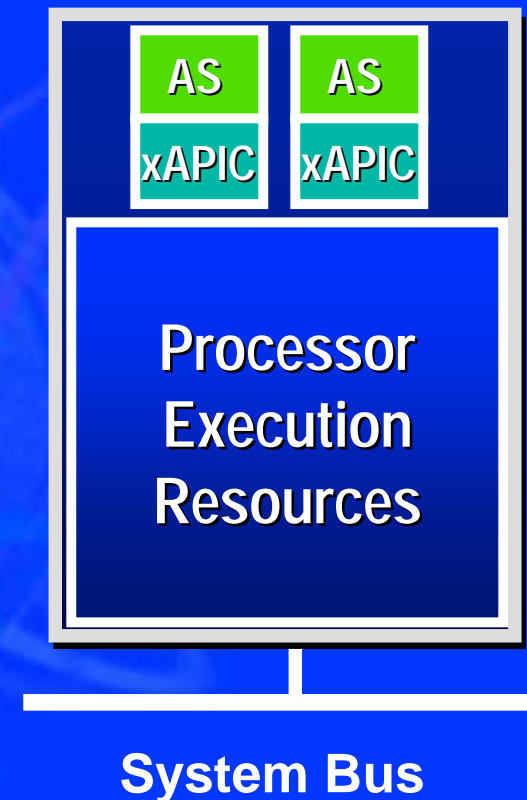 AS AS
xAPIC xAPIC
Processor
Execution
Resources
System Bus